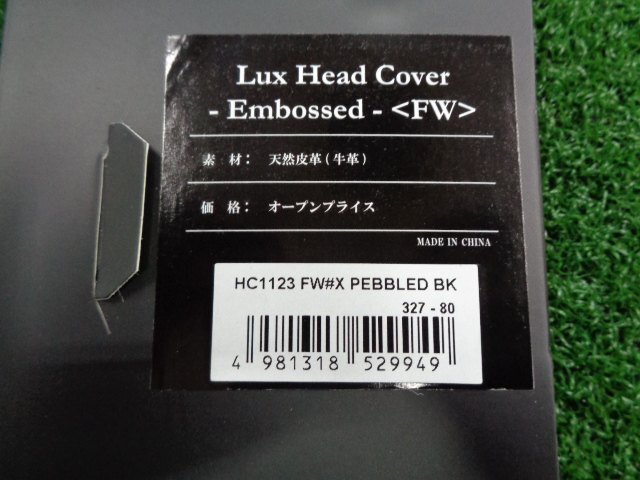 Lux Head Cover
- Embossed - <FW>
素 材： 天然皮革(牛革)
価 格： オープンプライス
MADE IN CHINA
HC1123 FW#X PEBBLED BK
327 - 80
4 981318 529949